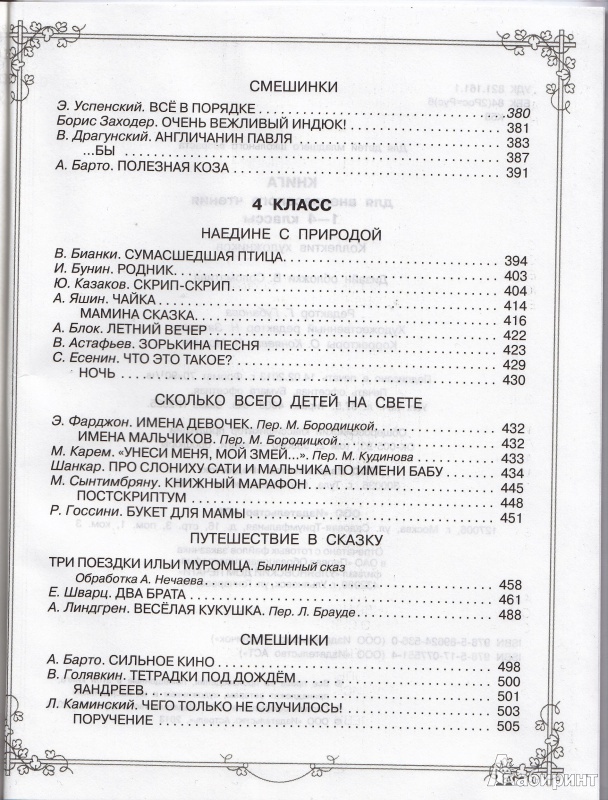 СМЕШИНКИ
Э. Успенский. ВСЁ В ПОРЯДКЕ 380
Борис Заходер. ОЧЕНЬ ВЕЖЛИВЫЙ ИНДЮК! 381
В. Драгунский. АНГЛИЧАНИН ПАВЛЯ 383
...БЫ 387
А. Барто. ПОЛЕЗНАЯ КОЗА 391
4 КЛАСС
НАЕДИНЕ С ПРИРОДОЙ
В. Бианки. СУМАСШЕДШАЯ ПТИЦА 394
И. Бунин. РОДНИК 403
Ю. Казаков. СКРИП-СКРИП 404
А. Яшин. ЧАЙКА 414
МАМИНА СКАЗКА 416
А. Блок. ЛЕТНИЙ ВЕЧЕР 422
В. Астафьев. ЗОРЬКИНА ПЕСНЯ 423
С. Есенин. ЧТО ЭТО ТАКОЕ? 429
НОЧЬ 430
СКОЛЬКО ВСЕГО ДЕТЕЙ НА СВЕТЕ
Э. Фарджон. ИМЕНА ДЕВОЧЕК. Пер. М. Бородицкой 432
ИМЕНА МАЛЬЧИКОВ. Пер. М. Бородицкой 432
М. Карем. «УНЕСИ МЕНЯ, МОЙ ЗМЕЙ...». Пер. М. Кудинова 433
Шанкар. ПРО СЛОНИХУ САТИ И МАЛЬЧИКА ПО ИМЕНИ БАБУ 434
М. Сынтимбряну. КНИЖНЫЙ МАРАФОН 445
ПОСТСКРИПТУМ 448
Р. Госсини. БУКЕТ ДЛЯ МАМЫ 451
ПУТЕШЕСТВИЕ В СКАЗКУ
ТРИ ПОЕЗДКИ ИЛЬИ МУРОМЦА. Былинный сказ
Обработка А. Нечаева 458
Е. Шварц. ДВА БРАТА 461
А. Линдгрен. ВЕСЁЛАЯ КУКУШКА. Пер. Л. Брауде 488
СМЕШИНКИ
А. Барто. СИЛЬНОЕ КИНО 498
В. Голявкин. ТЕТРАДКИ ПОД ДОЖДЁМ 500
ЯАНДРЕЕВ 501
Л. Каминский. ЧЕГО ТОЛЬКО НЕ СЛУЧИЛОСЬ! 503
ПОРУЧЕНИЕ 505
Лабиринт